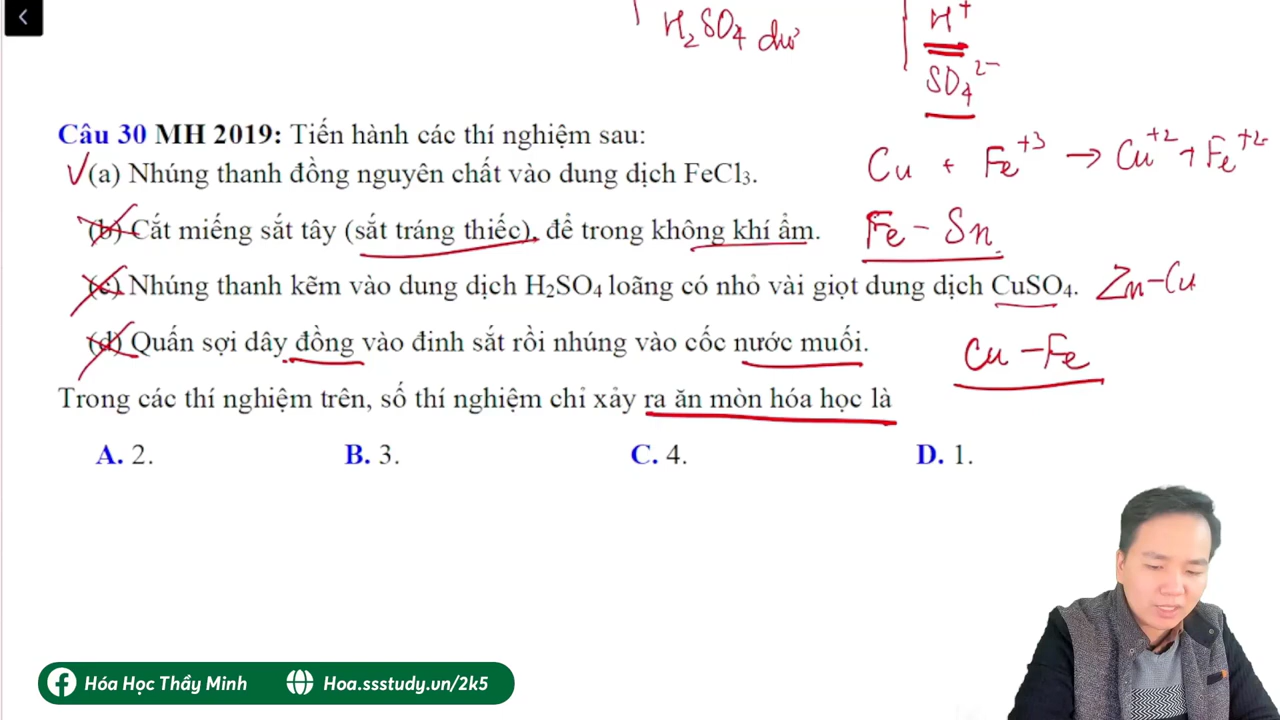 H₂SO₄ dư
H⁺
SO₄²⁻
Câu 30 MH 2019: Tiến hành các thí nghiệm sau:
(a) Nhúng thanh đồng nguyên chất vào dung dịch FeCl₃.
Cu + Fe⁺³ → Cu⁺² + Fe⁺²
(b) Cắt miếng sắt tây (sắt tráng thiếc), để trong không khí ẩm.
Fe - Sn
(c) Nhúng thanh kẽm vào dung dịch H₂SO₄ loãng có nhỏ vài giọt dung dịch CuSO₄.
Zn-Cu
(d) Quấn sợi dây đồng vào đinh sắt rồi nhúng vào cốc nước muối.
Cu - Fe
Trong các thí nghiệm trên, số thí nghiệm chỉ xảy ra ăn mòn hóa học là
A. 2. B. 3. C. 4. D. 1.
Hóa Học Thầy Minh Hoa.ssstudy.vn/2k5